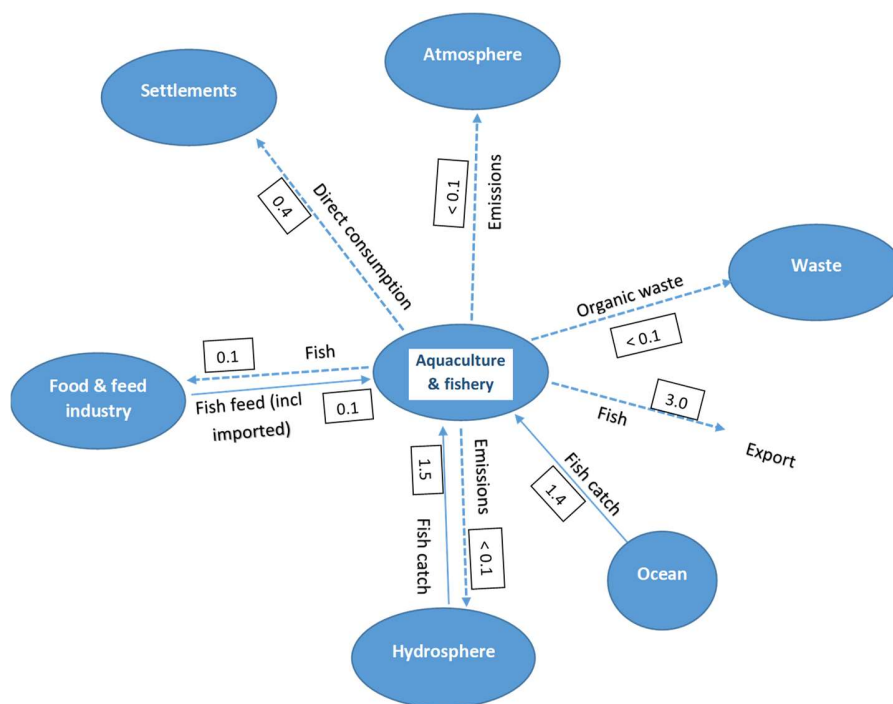 Atmosphere
Settlements
< 0.1
Emissions
0.4
Direct consumption
Waste
Organic waste
< 0.1
0.1
Fish
Aquaculture
& fishery
Food & feed
industry
Fish feed (incl
imported)
0.1
3.0
Fish
Export
1.5
Fish catch
Emissions
< 0.1
Fish catch
1.4
Ocean
Hydrosphere